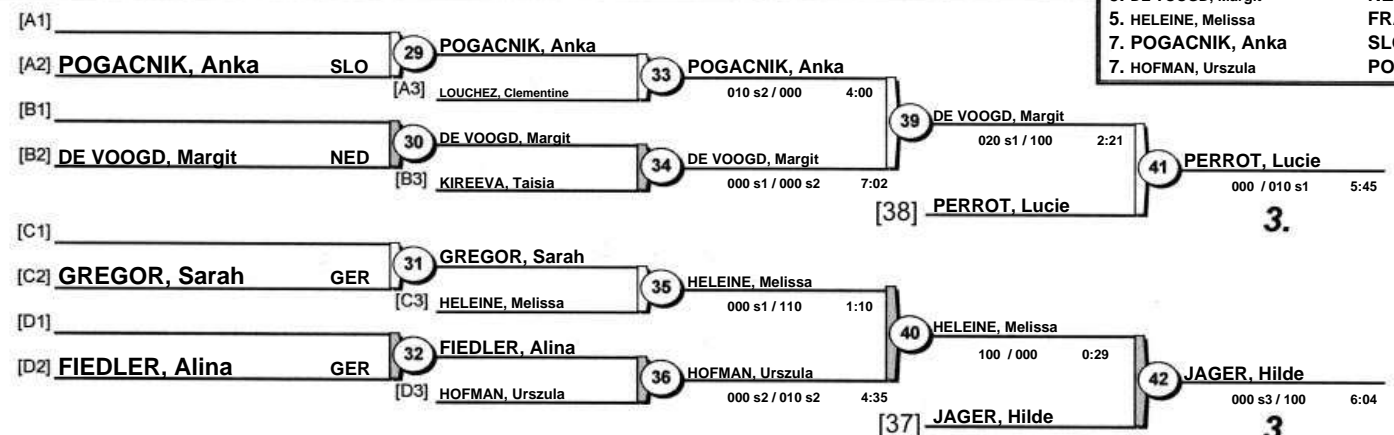 5. HELEINE, Melissa FRA
7. POGACNIK, Anka SLO
7. HOFMAN, Urszula PO
[A1]
[A2] POGACNIK, Anka SLO
29 POGACNIK, Anka
[A3] LOUCHEZ, Clementine
33 POGACNIK, Anka
010 s2 / 000 4:00
[B1]
[B2] DE VOOGD, Margit NED
30 DE VOOGD, Margit
[B3] KIREEVA, Taisia
34 DE VOOGD, Margit
000 s1 / 000 s2 7:02
39 DE VOOGD, Margit
020 s1 / 100 2:21
[38] PERROT, Lucie
41 PERROT, Lucie
000 / 010 s1 5:45
3.
[C1]
[C2] GREGOR, Sarah GER
31 GREGOR, Sarah
[C3] HELEINE, Melissa
35 HELEINE, Melissa
000 s1 / 110 1:10
[D1]
[D2] FIEDLER, Alina GER
32 FIEDLER, Alina
[D3] HOFMAN, Urszula
36 HOFMAN, Urszula
000 s2 / 010 s2 4:35
40 HELEINE, Melissa
100 / 000 0:29
[37] JAGER, Hilde
42 JAGER, Hilde
000 s3 / 100 6:04
3